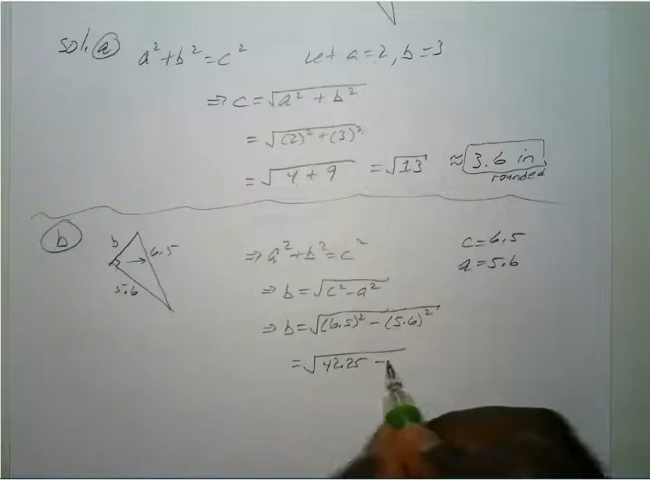 sol. (a) a² + b² = c² Let a = 2, b = 3
⇒ c = √a² + b²
= √(2)² + (3)²
= √4 + 9 = √13 ≈ 3.6 in
rounded
(b) b 6.5 5.6
⇒ a² + b² = c² c = 6.5
a = 5.6
⇒ b = √c² - a²
⇒ b = √(6.5)² - (5.6)²
= √42.25 -